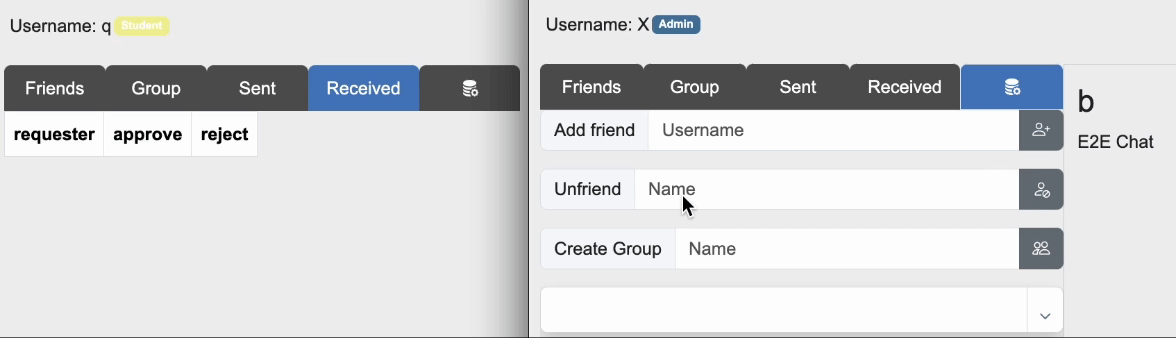 Username: q Student
Friends Group Sent Received
requester approve reject
Username: X Admin
Friends Group Sent Received
Add friend Username
Unfriend Name
Create Group Name
b
E2E Chat